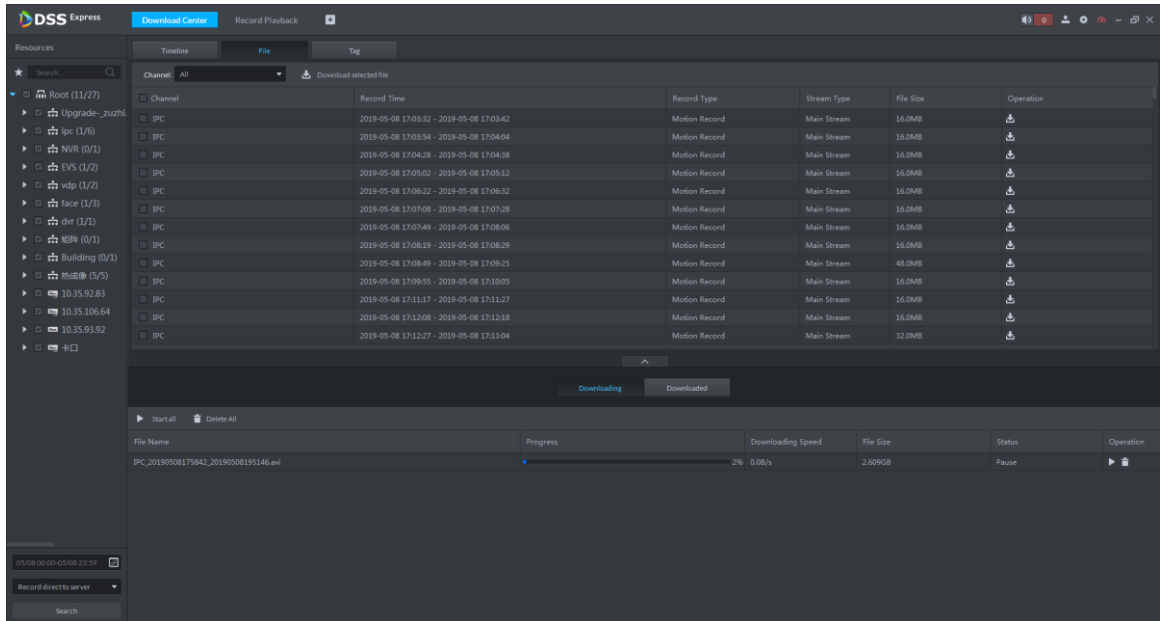 DSS Express
Download Center Record Playback
0
Resources
Timeline File Tag
Search...
Channel: All Download selected file
Root (11/27)
Upgrade-_zuzhi.
ipc (1/6)
NVR (0/1)
EVS (1/2)
vdp (1/2)
face (1/3)
dvr (1/1)
矩阵 (0/1)
Building (0/1)
热成像 (5/5)
10.35.92.83
10.35.106.64
10.35.93.92
卡口
Channel Record Time Record Type Stream Type File Size Operation
IPC 2019-05-08 17:03:32 - 2019-05-08 17:03:42 Motion Record Main Stream 16.0MB
IPC 2019-05-08 17:03:54 - 2019-05-08 17:04:04 Motion Record Main Stream 16.0MB
IPC 2019-05-08 17:04:28 - 2019-05-08 17:04:38 Motion Record Main Stream 16.0MB
IPC 2019-05-08 17:05:02 - 2019-05-08 17:05:12 Motion Record Main Stream 16.0MB
IPC 2019-05-08 17:06:22 - 2019-05-08 17:06:32 Motion Record Main Stream 16.0MB
IPC 2019-05-08 17:07:08 - 2019-05-08 17:07:28 Motion Record Main Stream 16.0MB
IPC 2019-05-08 17:07:49 - 2019-05-08 17:08:06 Motion Record Main Stream 16.0MB
IPC 2019-05-08 17:08:19 - 2019-05-08 17:08:29 Motion Record Main Stream 16.0MB
IPC 2019-05-08 17:08:49 - 2019-05-08 17:09:25 Motion Record Main Stream 48.0MB
IPC 2019-05-08 17:09:55 - 2019-05-08 17:10:05 Motion Record Main Stream 16.0MB
IPC 2019-05-08 17:11:17 - 2019-05-08 17:11:27 Motion Record Main Stream 16.0MB
IPC 2019-05-08 17:12:08 - 2019-05-08 17:12:18 Motion Record Main Stream 16.0MB
IPC 2019-05-08 17:12:27 - 2019-05-08 17:13:04 Motion Record Main Stream 32.0MB
Downloading Downloaded
Start all Delete All
File Name Progress Downloading Speed File Size Status Operation
IPC_20190508175842_20190508195146.avi 2% 0.0B/s 2.609GB Pause
05/08 00:00-05/08 23:59
Record direct to server
Search